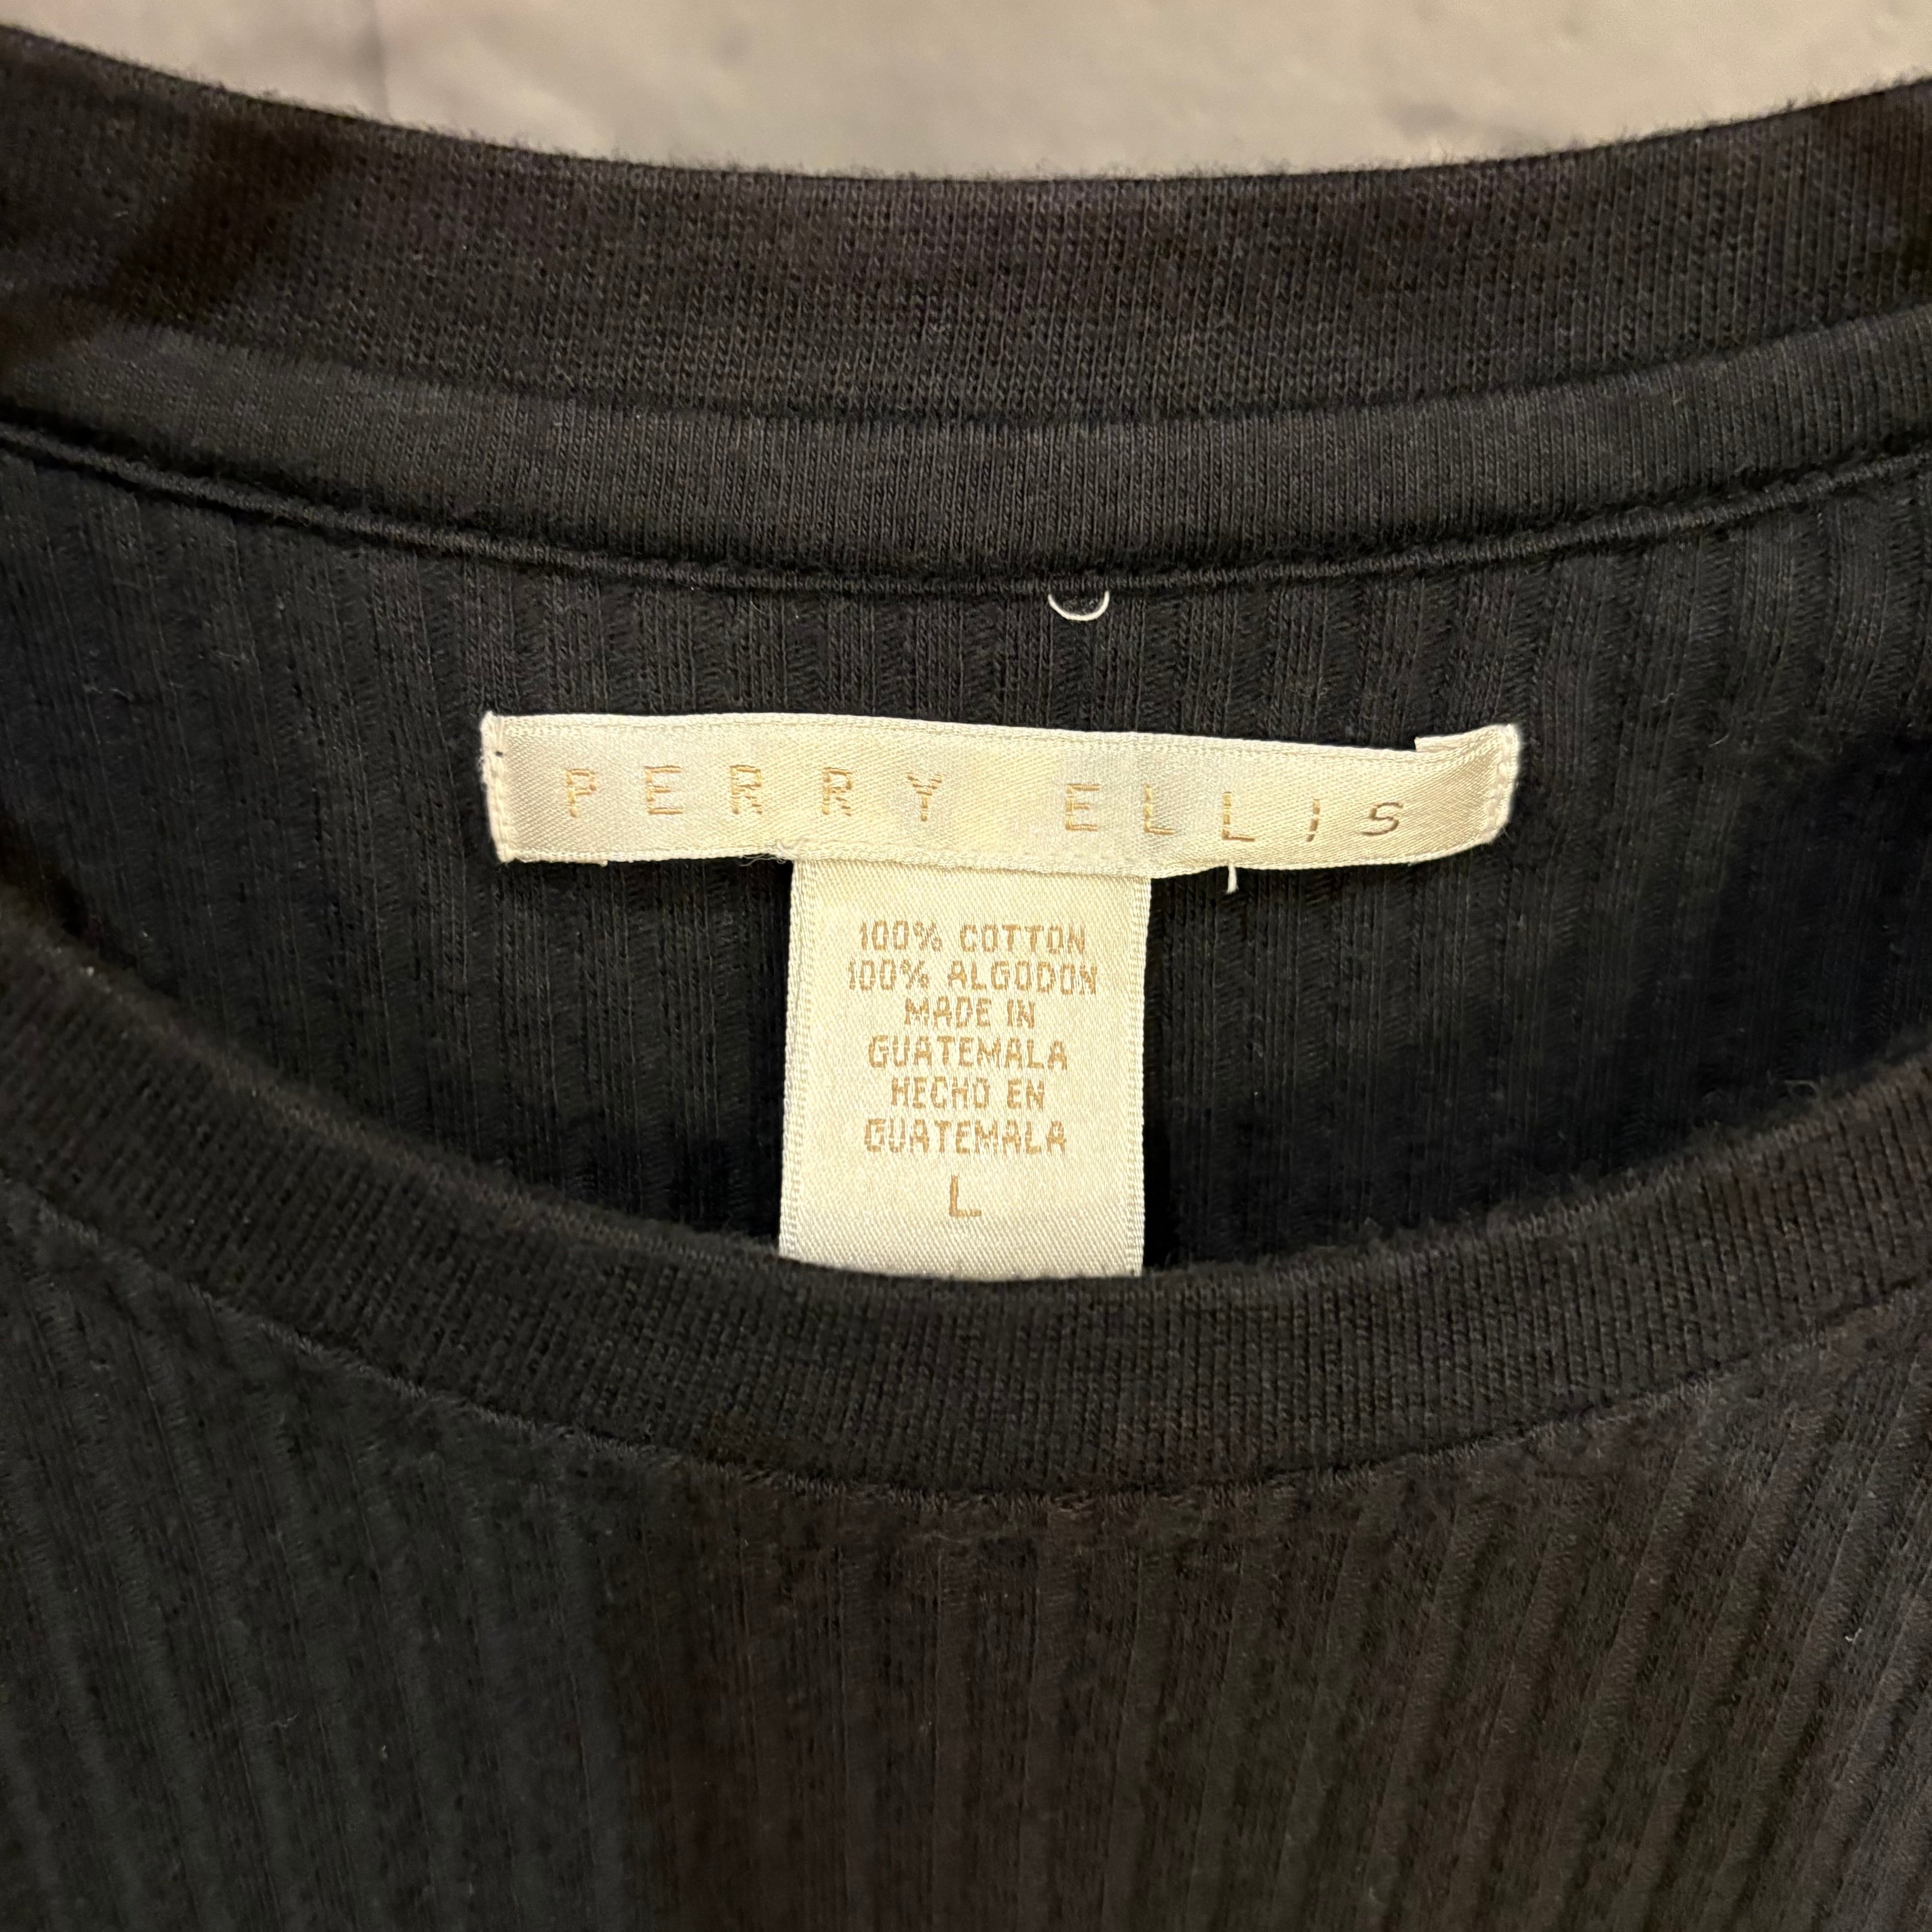 PERRY ELLIS
100% COTTON
100% ALGODON
MADE IN
GUATEMALA
HECHO EN
GUATEMALA
L